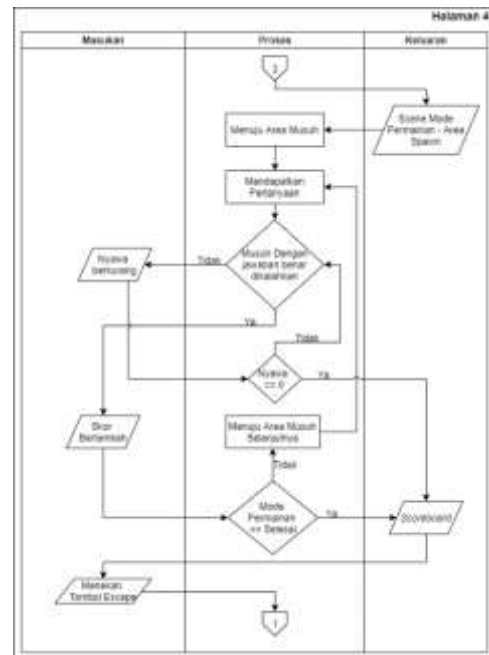 Halaman 4
Masukan
Proses
Keluaran
2
Scene Mode
Permainan - Area
Spawn
Menuju Area Musuh
Mendapatkan
Pertanyaan
Musuh Dengan
jawaban benar
dikalahkan
Tidak
Nyawa
berkurang
Ya
Tidak
Nyawa
== 0
Ya
Skor
Bertambah
Menuju Area Musuh
Selanjutnya
Tidak
Mode
Permainan
== Selesai
Ya
Scoreboard
Menekan
Tombol Escape
1